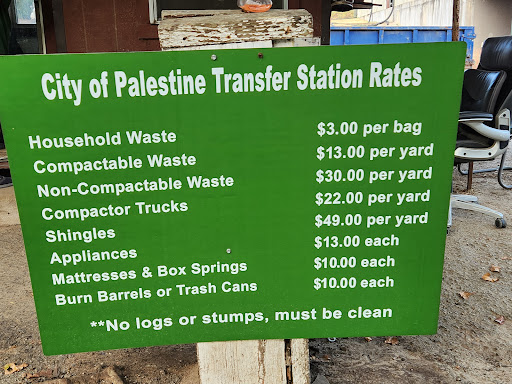 City of Palestine Transfer Station Rates
Household Waste $3.00 per bag
Compactable Waste $13.00 per yard
Non-Compactable Waste $30.00 per yard
Compactor Trucks $22.00 per yard
Shingles $49.00 per yard
Appliances $13.00 each
Mattresses & Box Springs $10.00 each
Burn Barrels or Trash Cans $10.00 each
**No logs or stumps, must be clean